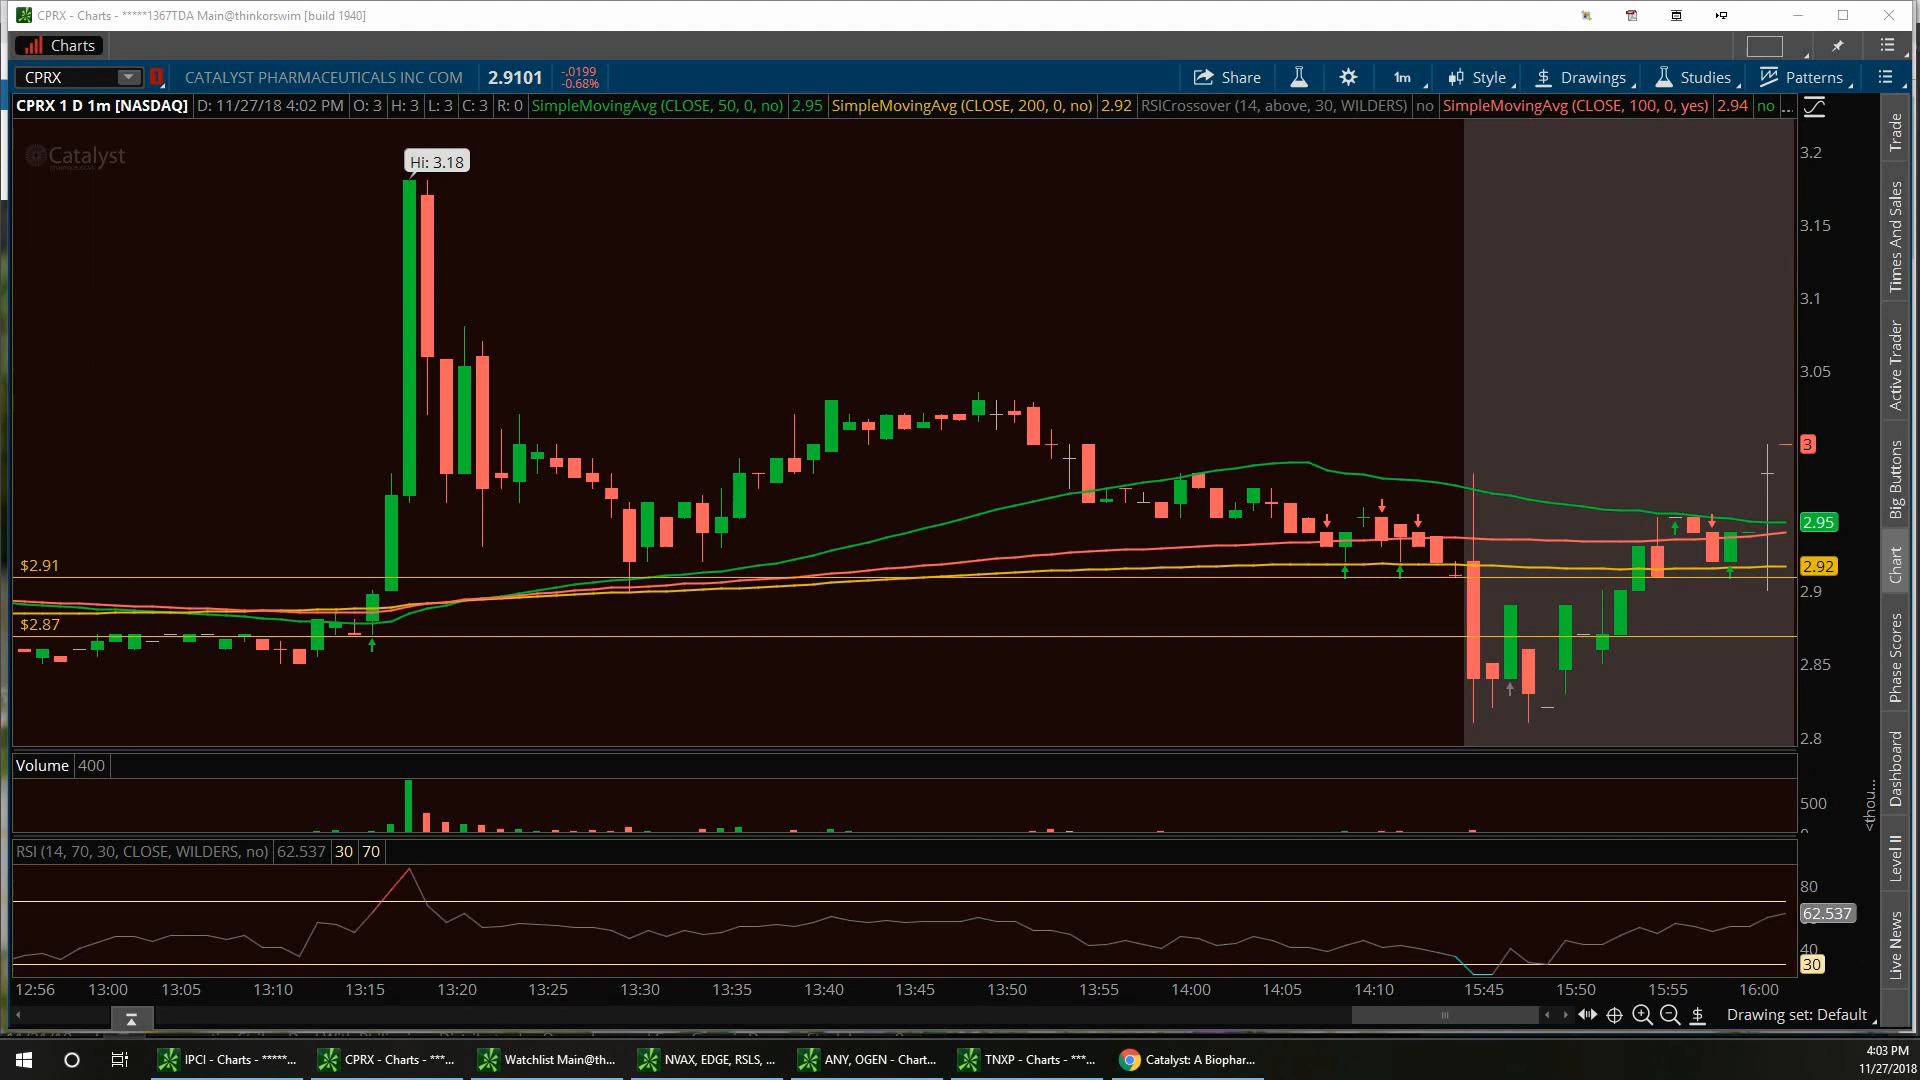 CPRX - Charts - *****1367TDA Main@thinkorswim [build 1940]
Charts
CPRX 1 CATALYST PHARMACEUTICALS INC COM 2.9101 -.0199 -0.68% Share 1m Style Drawings Studies Patterns
CPRX 1 D 1m [NASDAQ] D: 11/27/18 4:02 PM O: 3 H: 3 L: 3 C: 3 R: 0 SimpleMovingAvg (CLOSE, 50, 0, no) 2.95 SimpleMovingAvg (CLOSE, 200, 0, no) 2.92 RSICrossover (14, above, 30, WILDERS) no SimpleMovingAvg (CLOSE, 100, 0, yes) 2.94 no ...
Catalyst
Hi: 3.18
3.2
3.15
3.1
3.05
3
2.95
$2.91
2.92
2.9
$2.87
2.85
2.8
Volume 400
500
0
<thou...
RSI (14, 70, 30, CLOSE, WILDERS, no) 62.537 30 70
80
62.537
40
30
12:56 13:00 13:05 13:10 13:15 13:20 13:25 13:30 13:35 13:40 13:45 13:50 13:55 14:00 14:05 14:10 15:45 15:50 15:55 16:00
Drawing set: Default
Trade
Times And Sales
Active Trader
Big Buttons
Chart
Phase Scores
Dashboard
Level II
Live News
IPCI - Charts - *****... CPRX - Charts - ***... Watchlist Main@th... NVAX, EDGE, RSLS, ... ANY, OGEN - Chart... TNXP - Charts - ***... Catalyst: A Biophar...
4:03 PM
11/27/2018